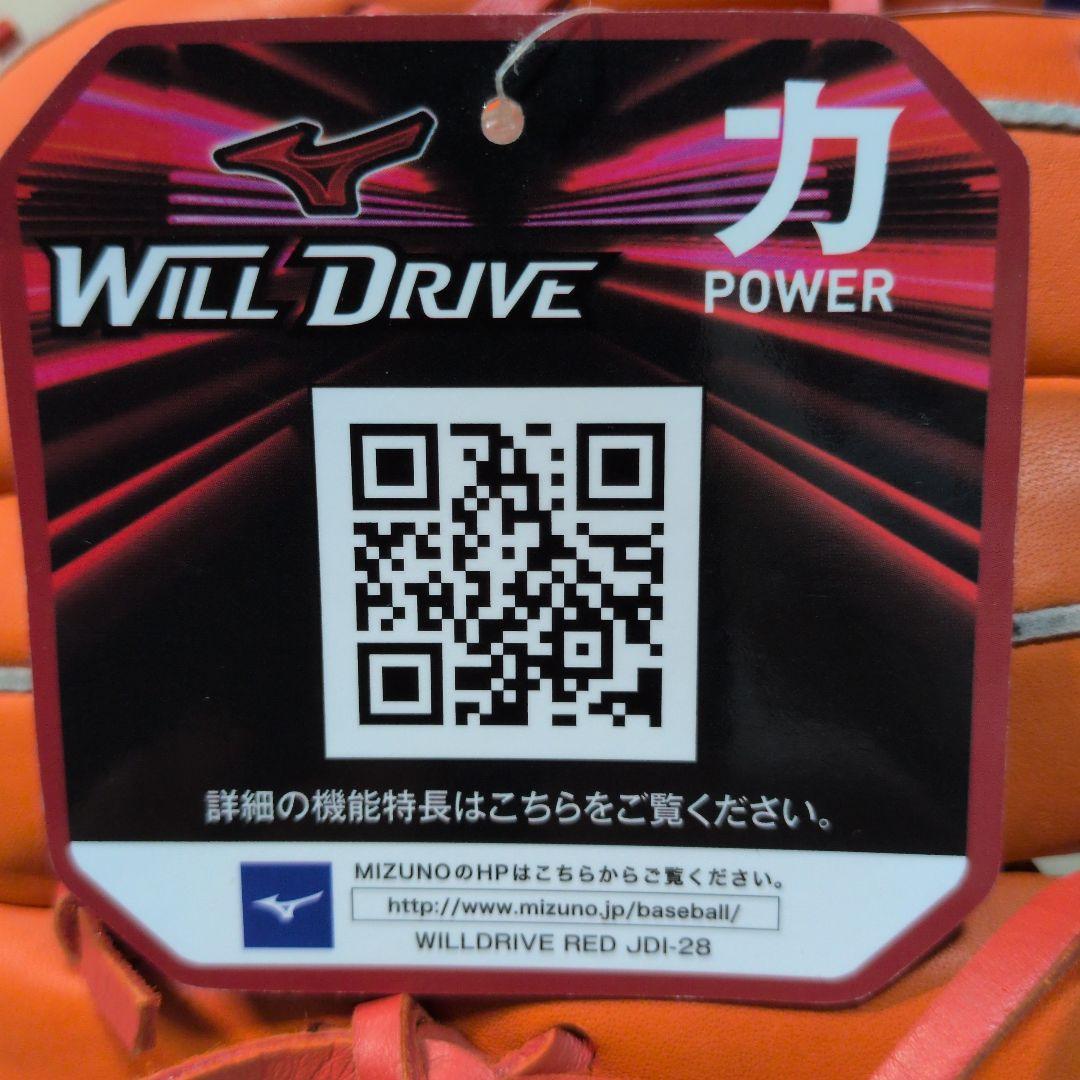 力
POWER
WILL DRIVE
詳細の機能特長はこちらをご覧ください。
MIZUNOのHPはこちらからご覧ください。
http://www.mizuno.jp/baseball/
WILLDRIVE RED JDI-28